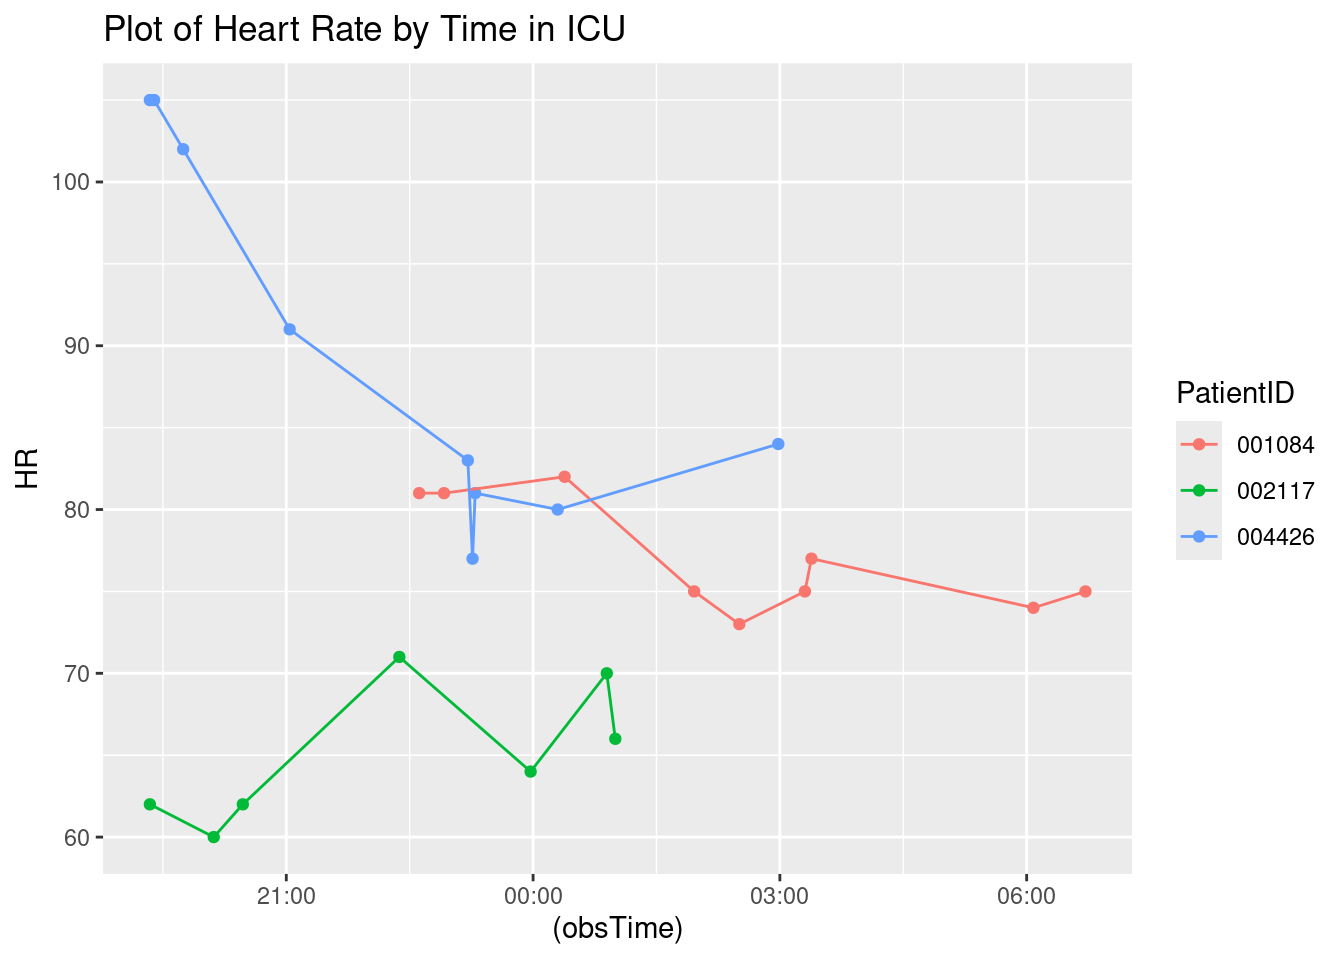 Plot of Heart Rate by Time in ICU
HR
100
90
80
70
60
21:00 00:00 03:00 06:00
(obsTime)
PatientID
001084
002117
004426